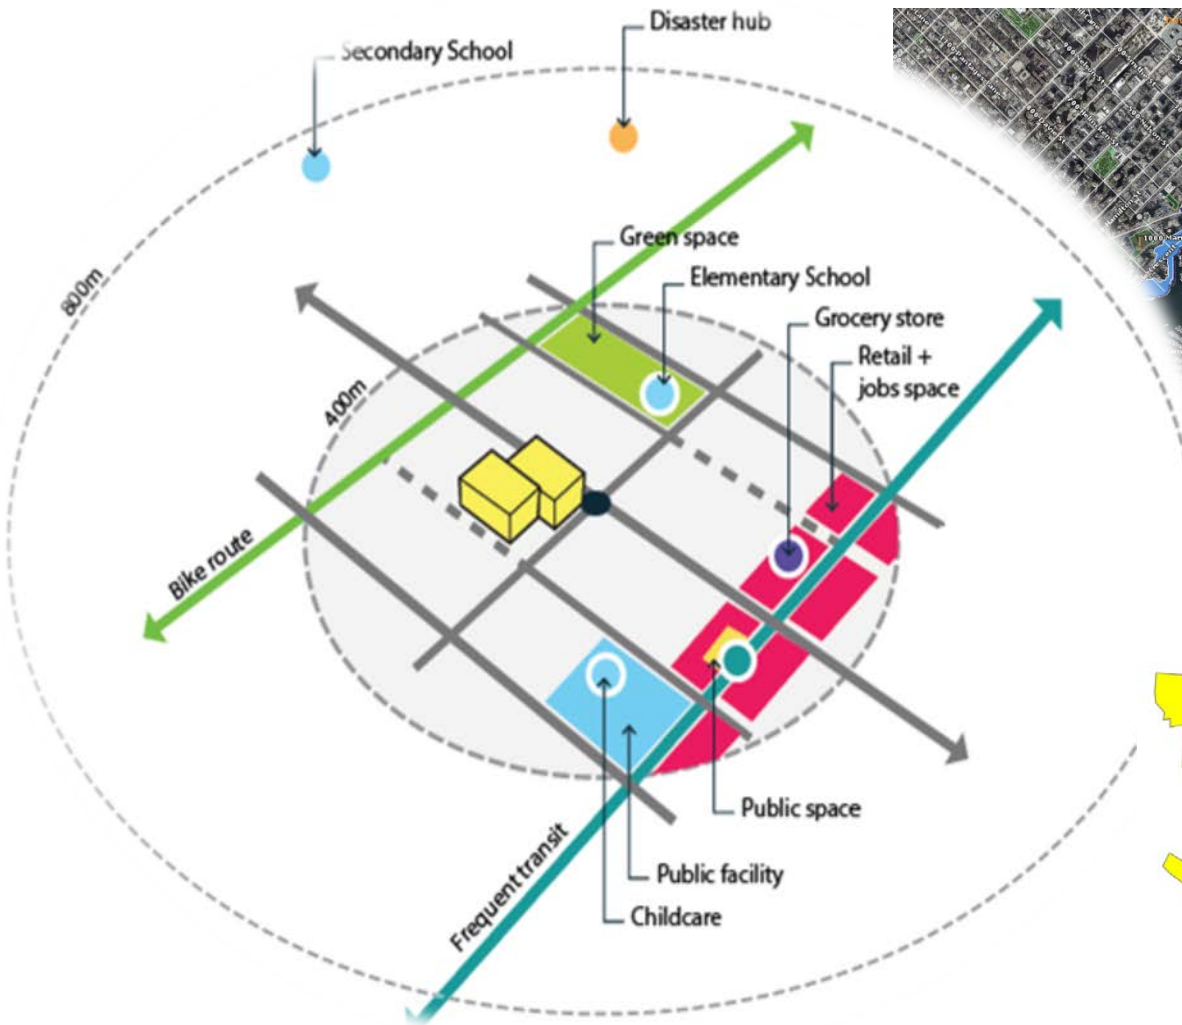 Disaster hub
Secondary School
800m
Green space
Elementary School
Grocery store
Retail +
jobs space
400m
Bike route
Public space
Public facility
Childcare
Frequent transit